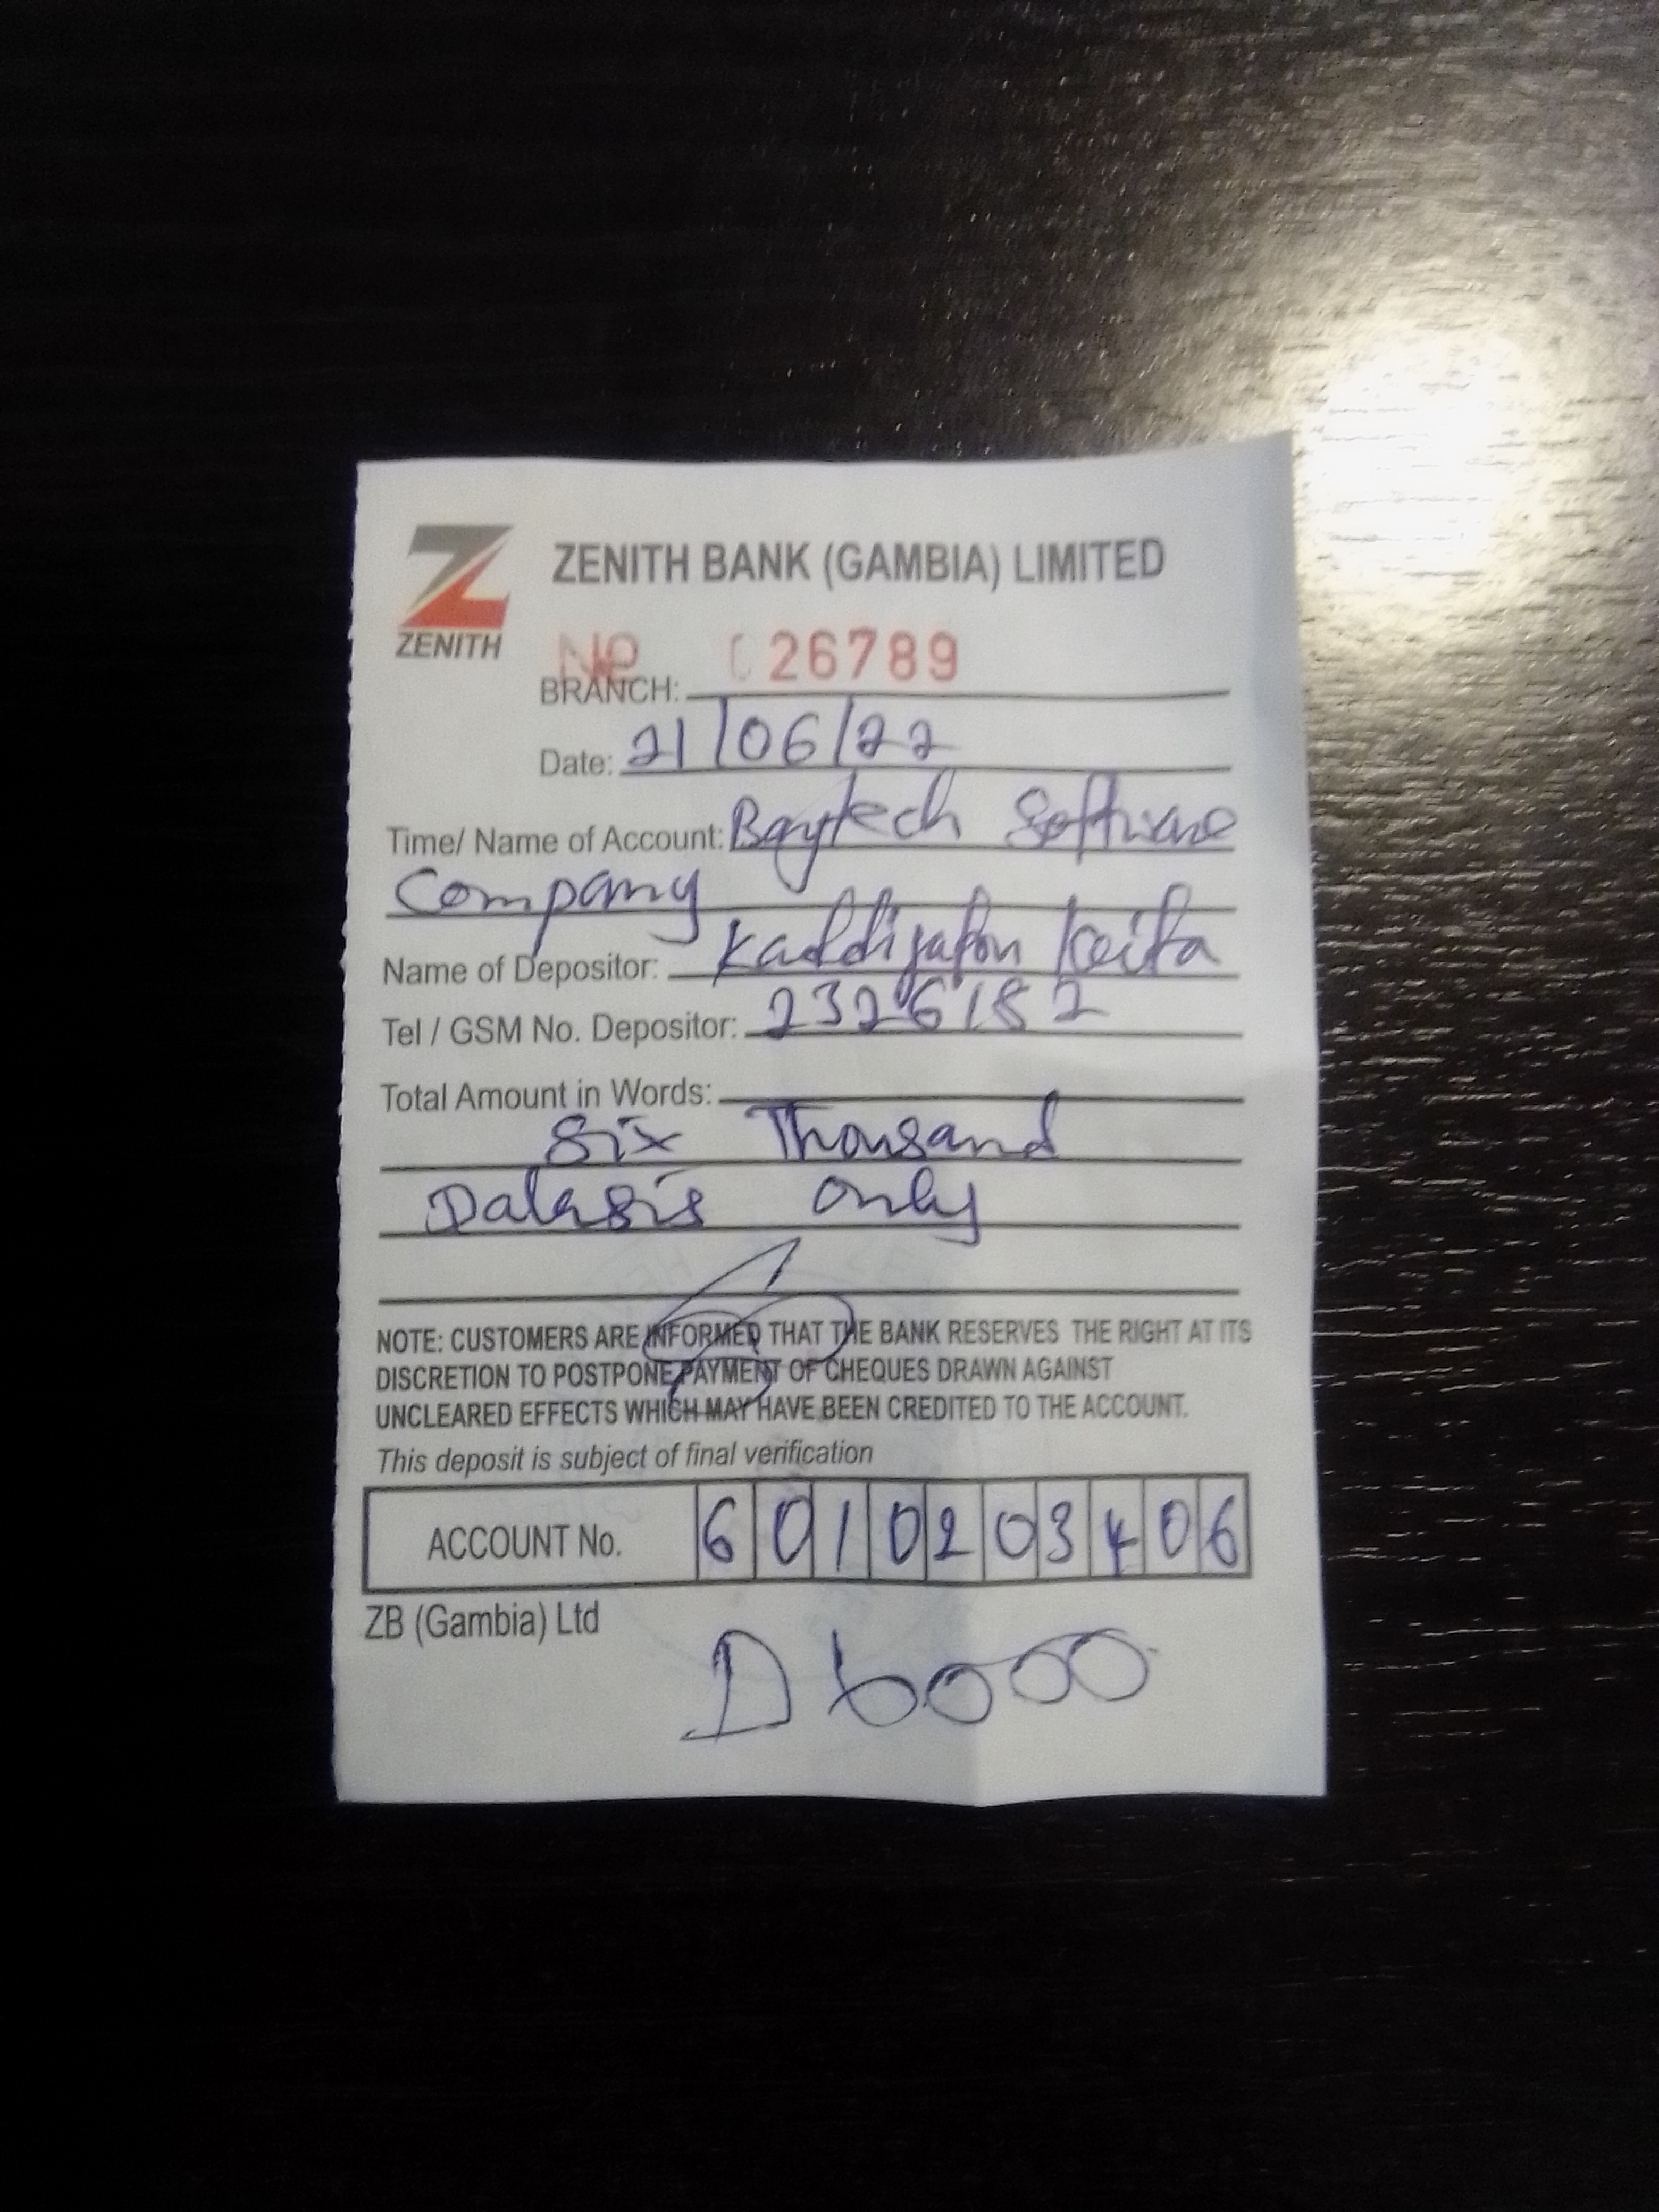 ZENITH BANK (GAMBIA) LIMITED
ZENITH
No 026789
BRANCH:
Date: 21/06/22
Time/ Name of Account: Baytech Software
Company
Name of Depositor: Kaddijatou Keita
Tel / GSM No. Depositor: 2326182
Total Amount in Words:
Six Thousand
Dalasis only
NOTE: CUSTOMERS ARE INFORMED THAT THE BANK RESERVES THE RIGHT AT ITS
DISCRETION TO POSTPONE PAYMENT OF CHEQUES DRAWN AGAINST
UNCLEARED EFFECTS WHICH MAY HAVE BEEN CREDITED TO THE ACCOUNT.
This deposit is subject of final verification
ACCOUNT No. 6010203406
ZB (Gambia) Ltd
D6000